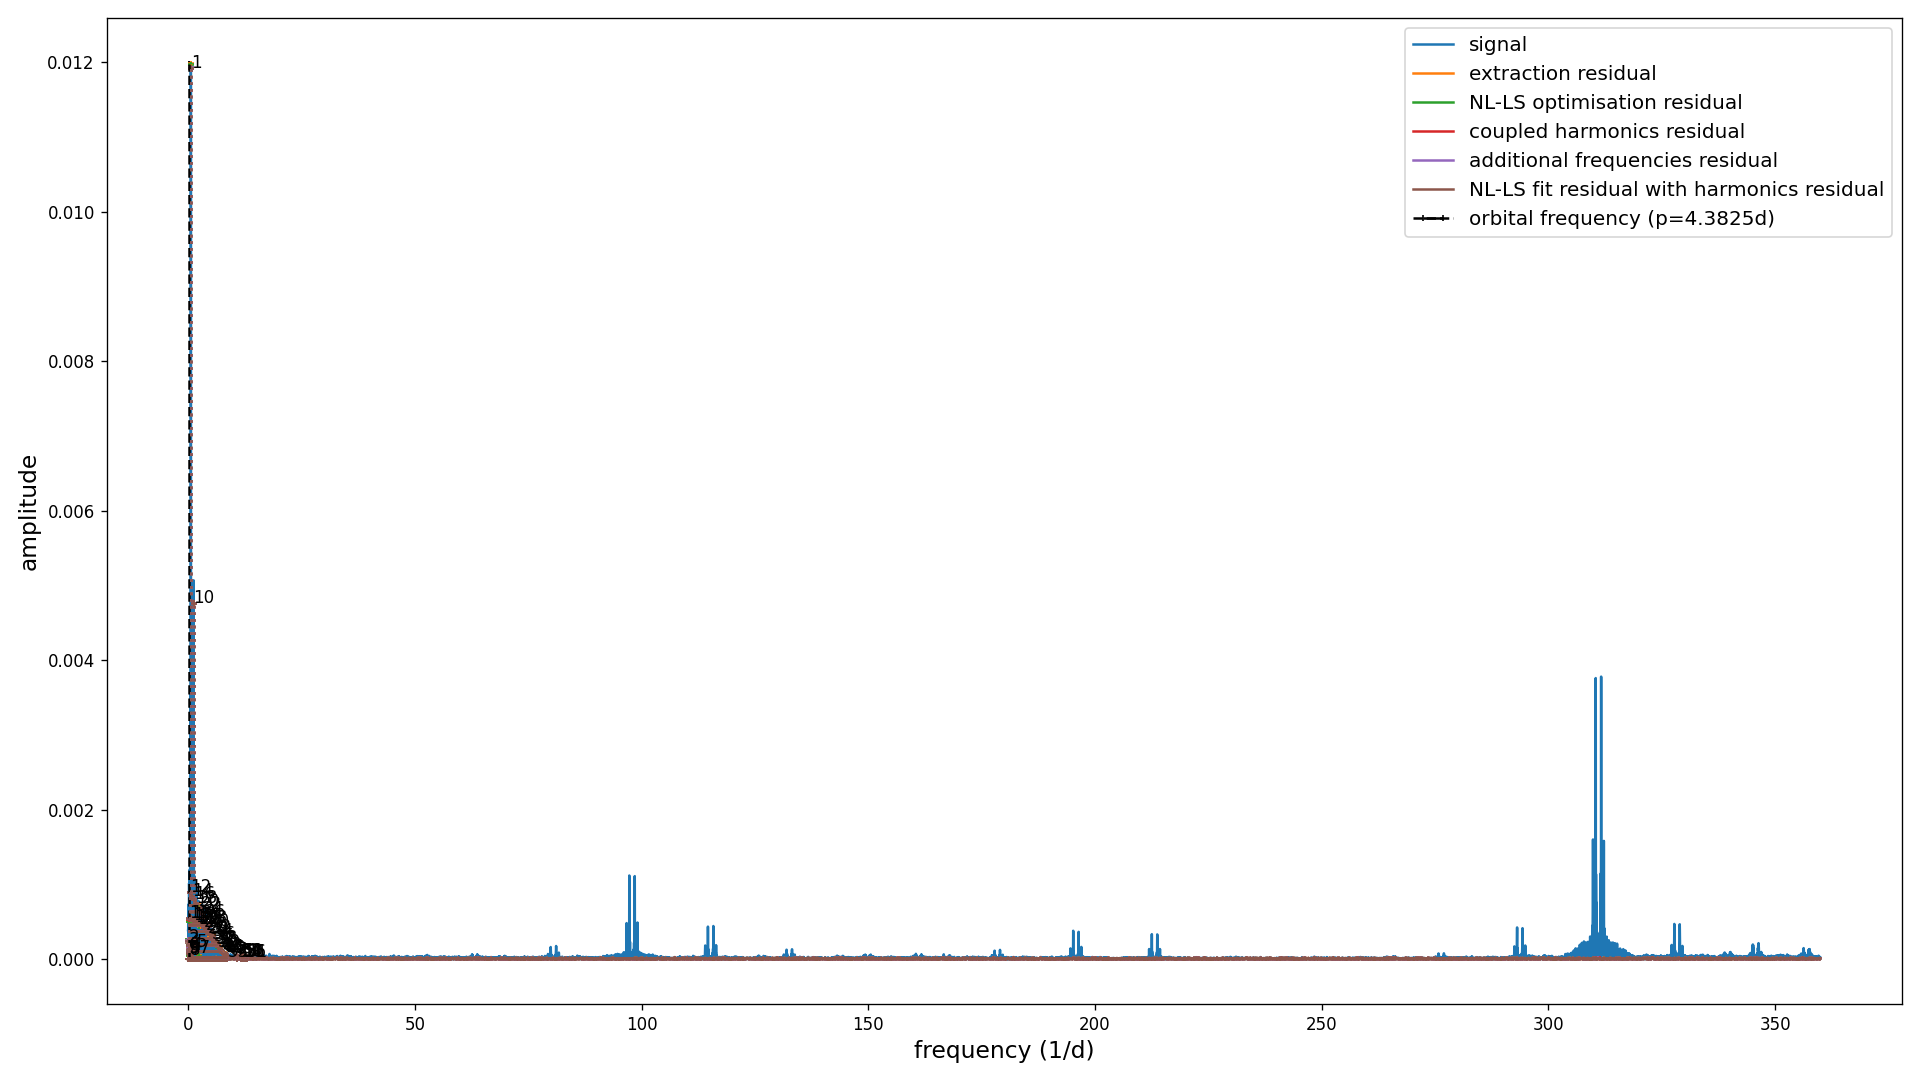 0.012
0.010
0.008
0.006
0.004
0.002
0.000
amplitude
1
10
12
signal
extraction residual
NL-LS optimisation residual
coupled harmonics residual
additional frequencies residual
NL-LS fit residual with harmonics residual
orbital frequency (p=4.3825d)
0
50
100
150
200
250
300
350
frequency (1/d)